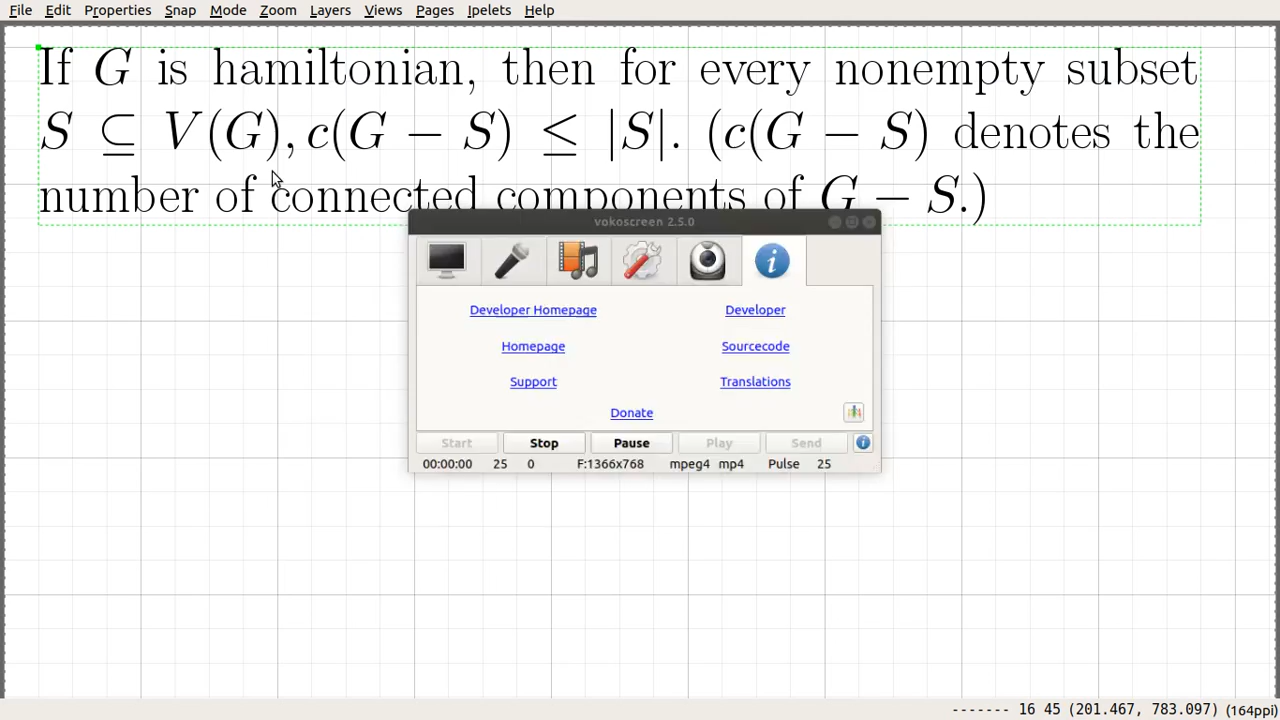 File Edit Properties Snap Mode Zoom Layers Views Pages Ipelets Help
If G is hamiltonian, then for every nonempty subset
S ⊆ V(G), c(G − S) ≤ |S|. (c(G − S) denotes the
number of connected components of G − S.)
vokoscreen 2.5.0
Developer Homepage Developer
Homepage Sourcecode
Support Translations
Donate
Start Stop Pause Play Send
00:00:00 25 0 F:1366x768 mpeg4 mp4 Pulse 25
------- 16 45 (201.467, 783.097) (164ppi)